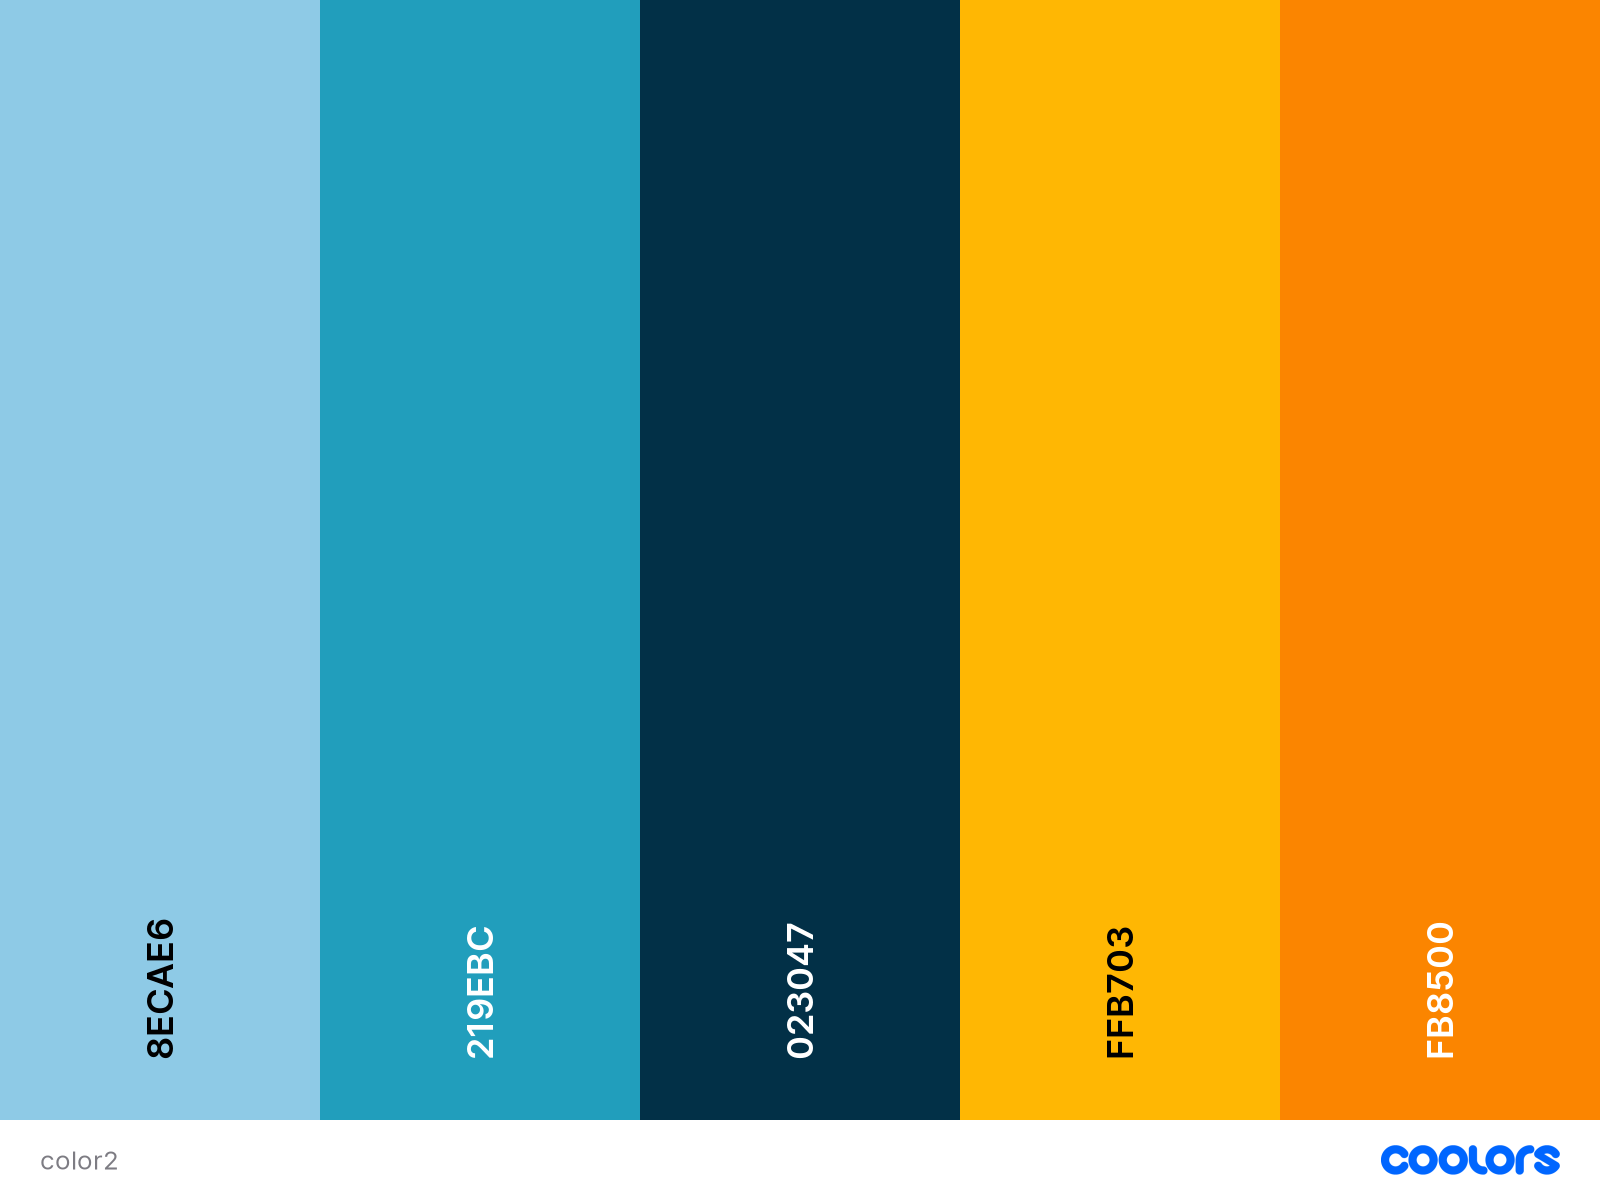 8ECAE6
219EBC
023047
FFB703
FB8500
color2
coolors